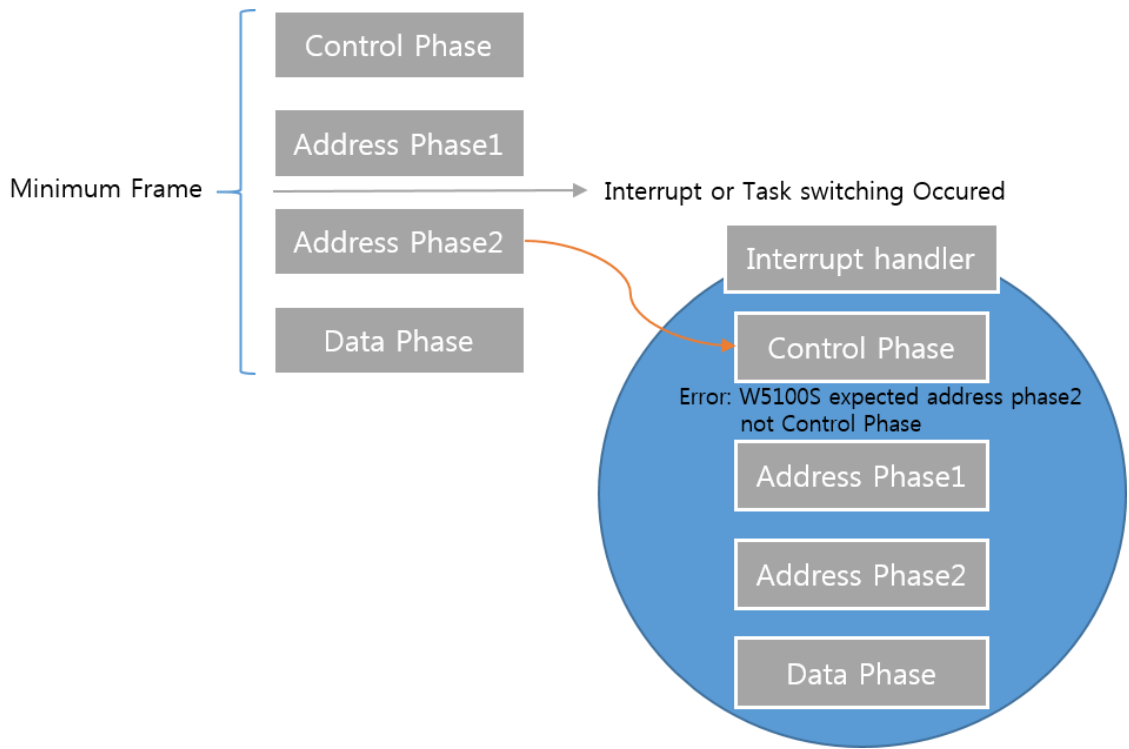 Control Phase
Address Phase1
Minimum Frame
Interrupt or Task switching Occured
Address Phase2
Interrupt handler
Data Phase
Control Phase
Error: W5100S expected address phase2
not Control Phase
Address Phase1
Address Phase2
Data Phase